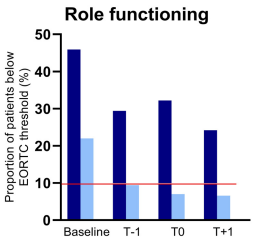 Role functioning
Proportion of patients below
EORTC threshold (%)
50
40
30
20
10
0
Baseline T-1 T0 T+1